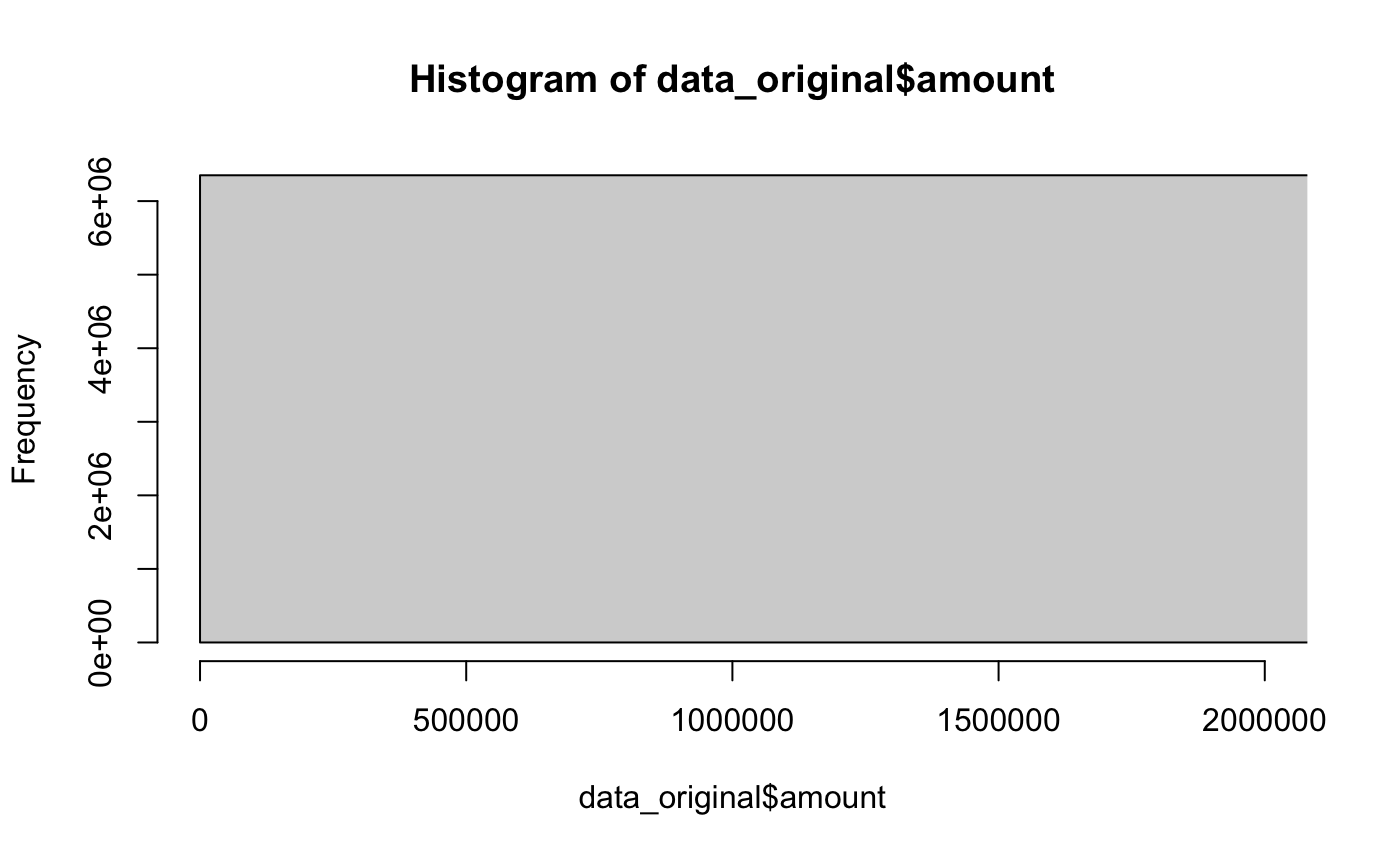 Histogram of data_original$amount
Frequency
6e+06
4e+06
2e+06
0e+00
0 500000 1000000 1500000 2000000
data_original$amount